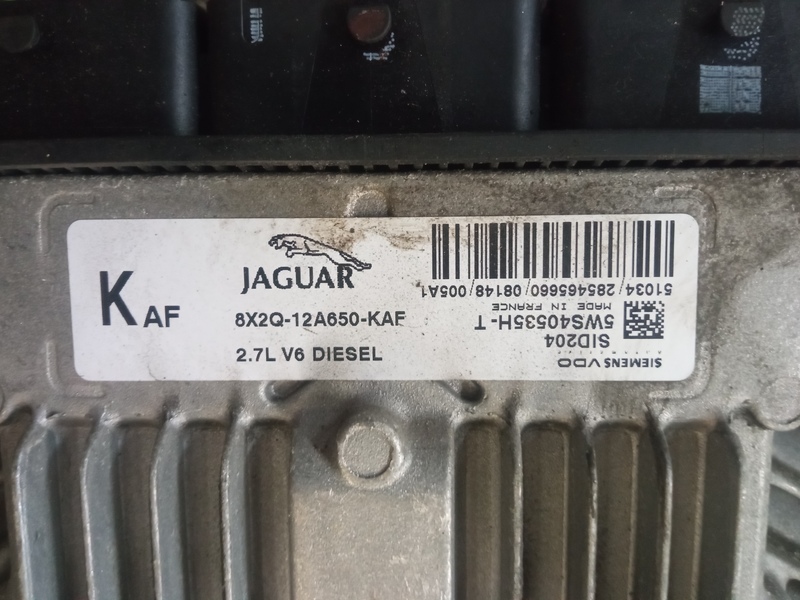 K AF
JAGUAR
8X2Q-12A650-KAF
2.7L V6 DIESEL
SIEMENS VDO
SID204
5WS40535H-T
MADE IN FRANCE
51034/285465660/08148/005A1